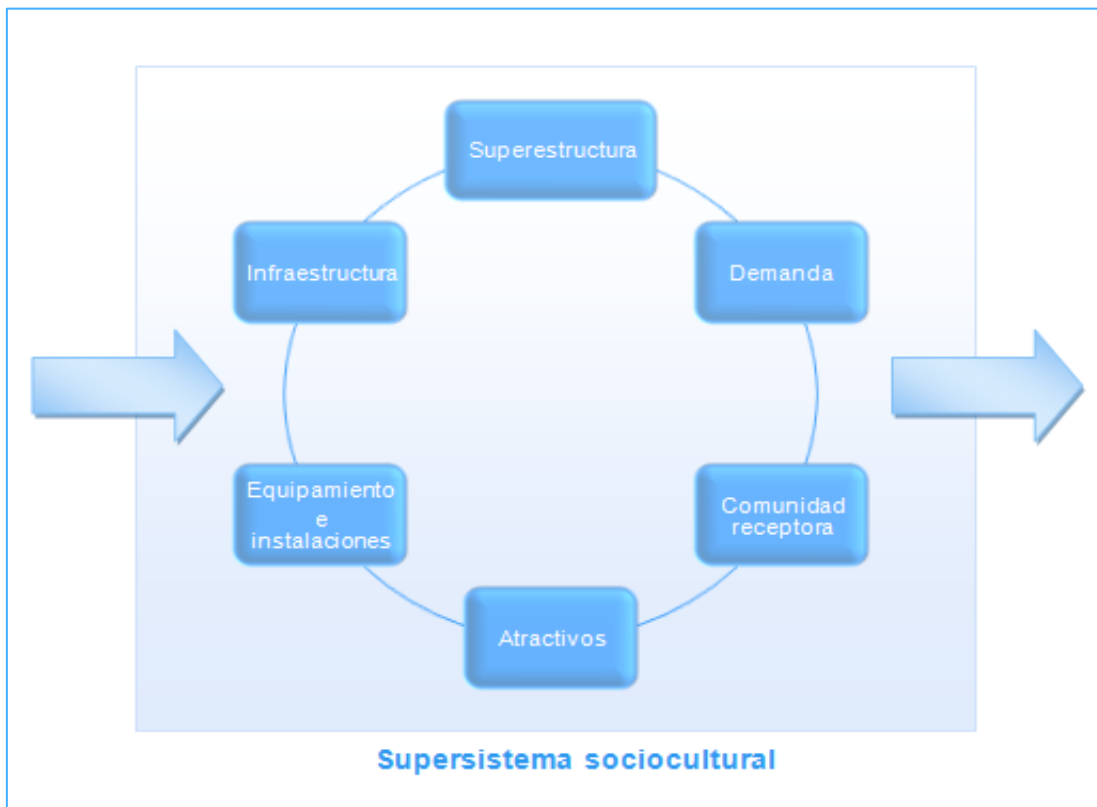 Superestructura
Infraestructura
Demanda
Equipamiento
e
instalaciones
Comunidad
receptora
Atractivos
Supersistema sociocultural